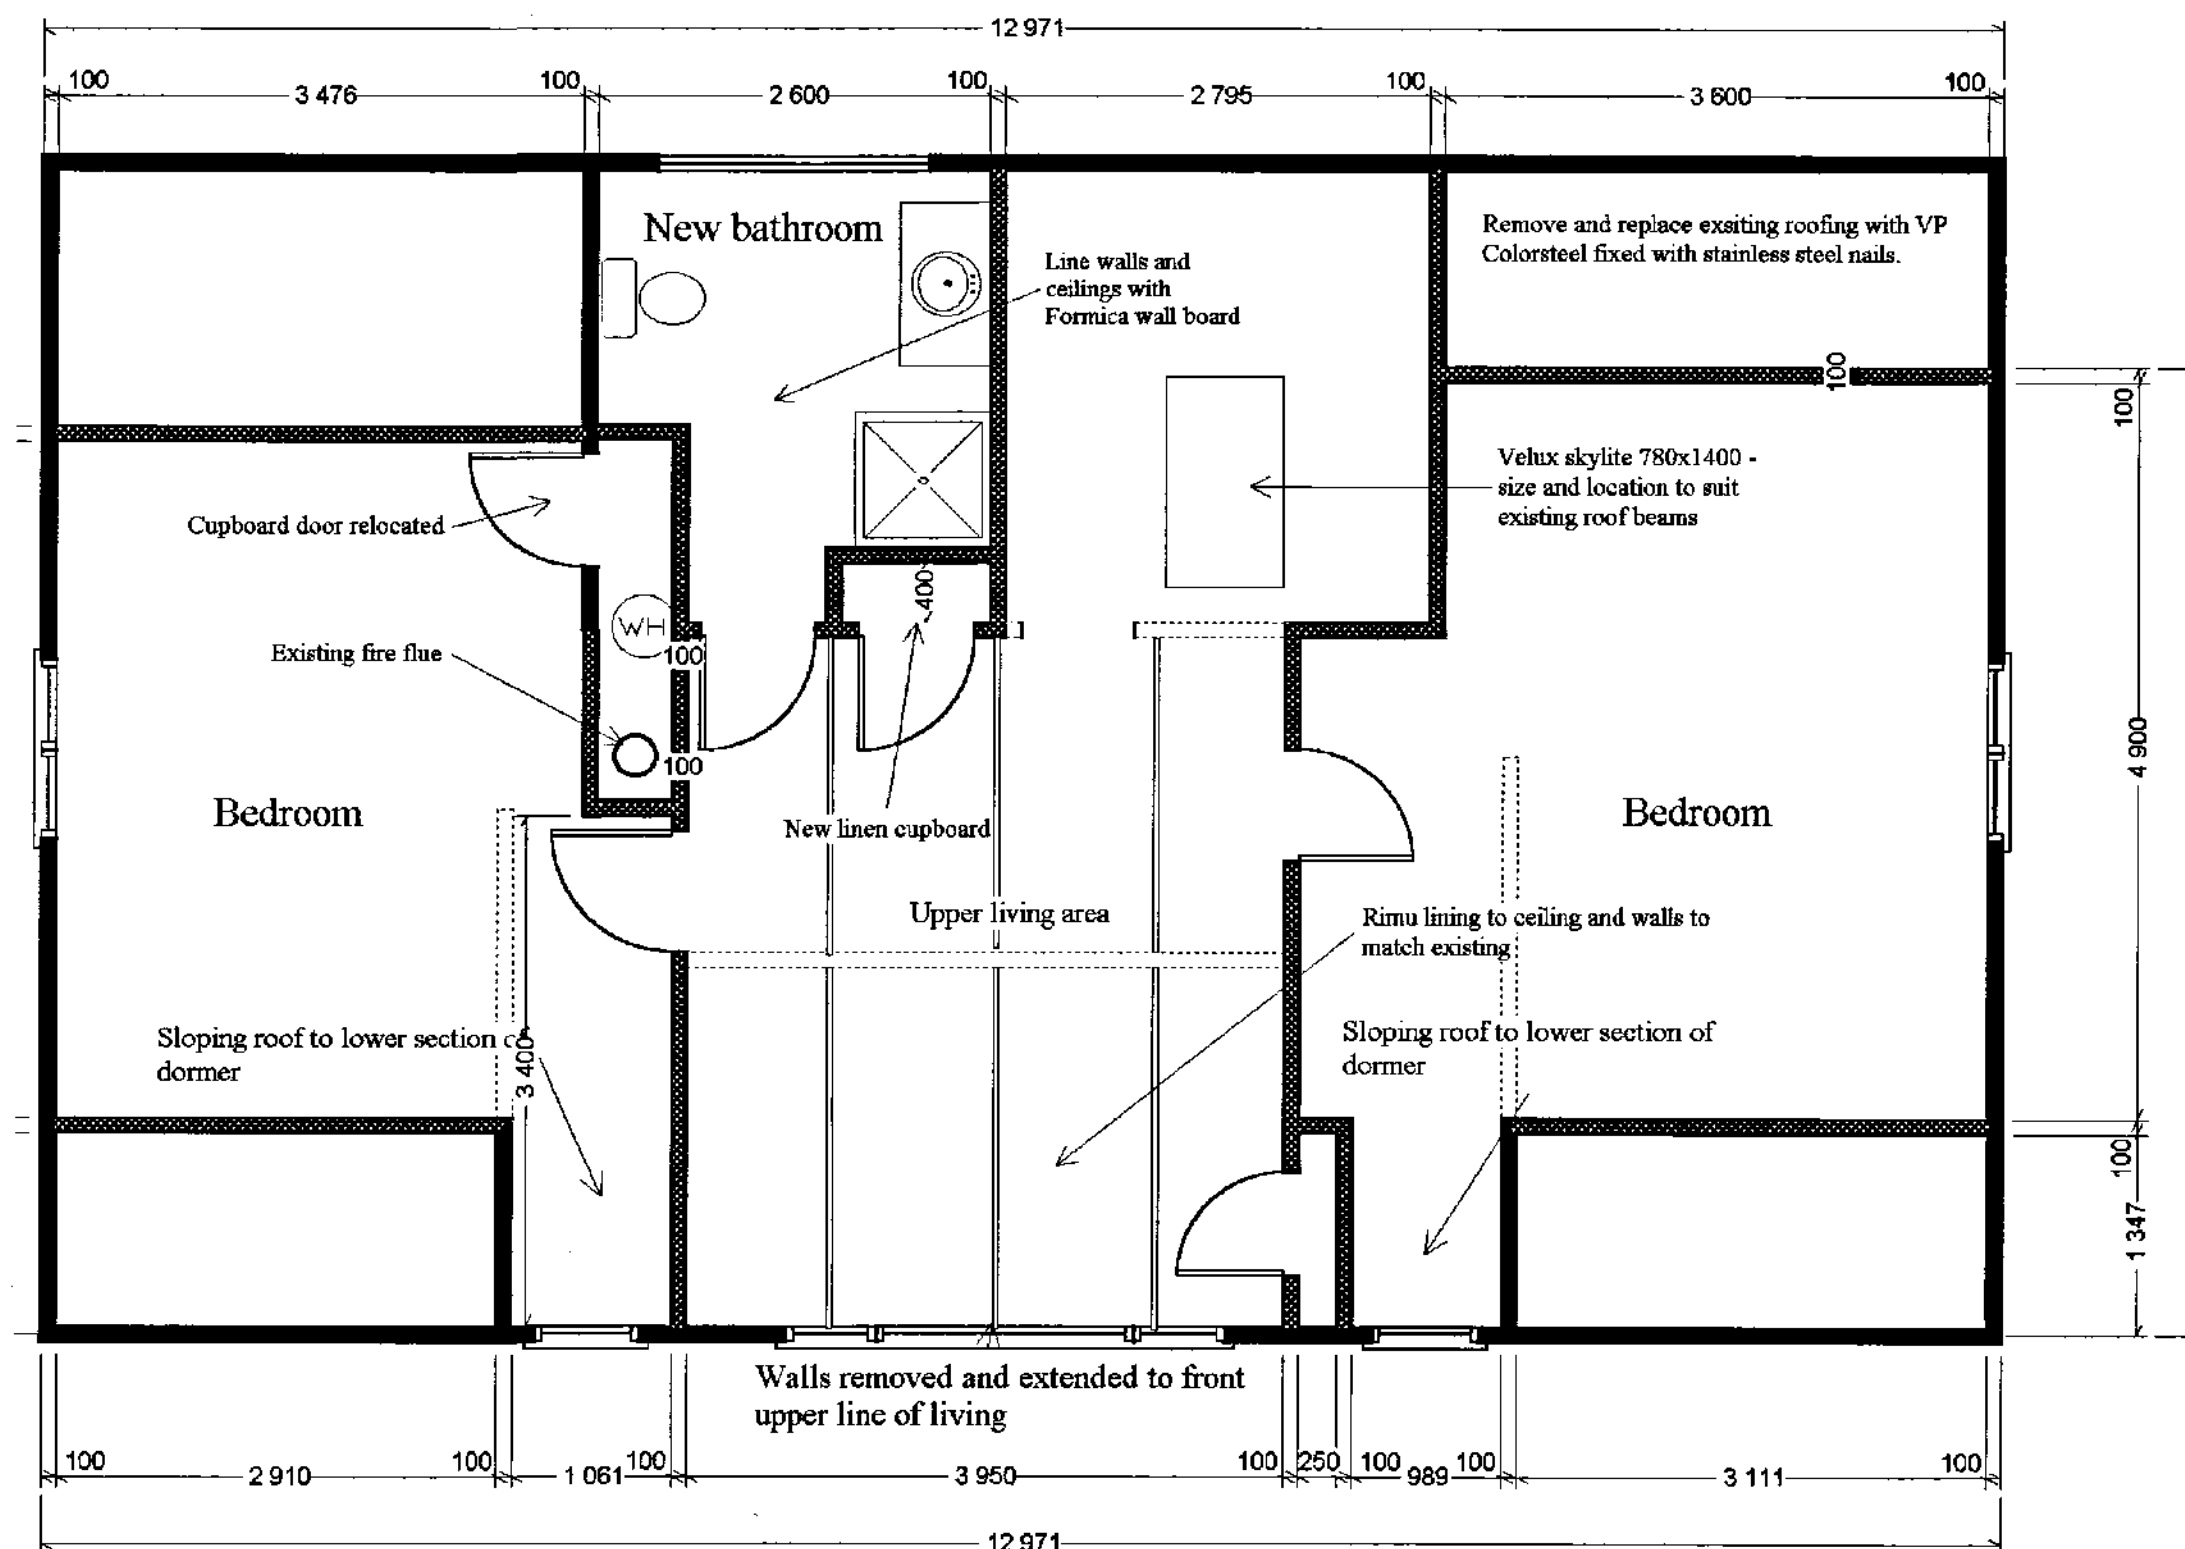 12 971
100 3 476 100 2 600 100 2 795 100 3 600 100
New bathroom
Line walls and
ceilings with
Formica wall board
Remove and replace exsiting roofing with VP
Colorsteel fixed with stainless steel nails.
100
100
Velux skylite 780x1400 -
size and location to suit
existing roof beams
Cupboard door relocated
400
WH
100
Existing fire flue
100
4 900
Bedroom
New linen cupboard
Bedroom
Upper living area
Rimu lining to ceiling and walls to
match existing
Sloping roof to lower section of
dormer
3 400
Sloping roof to lower section of
dormer
100
1 347
Walls removed and extended to front
upper line of living
100 2 910 100 1 061 100 3 950 100 250 100 989 100 3 111 100
12 971